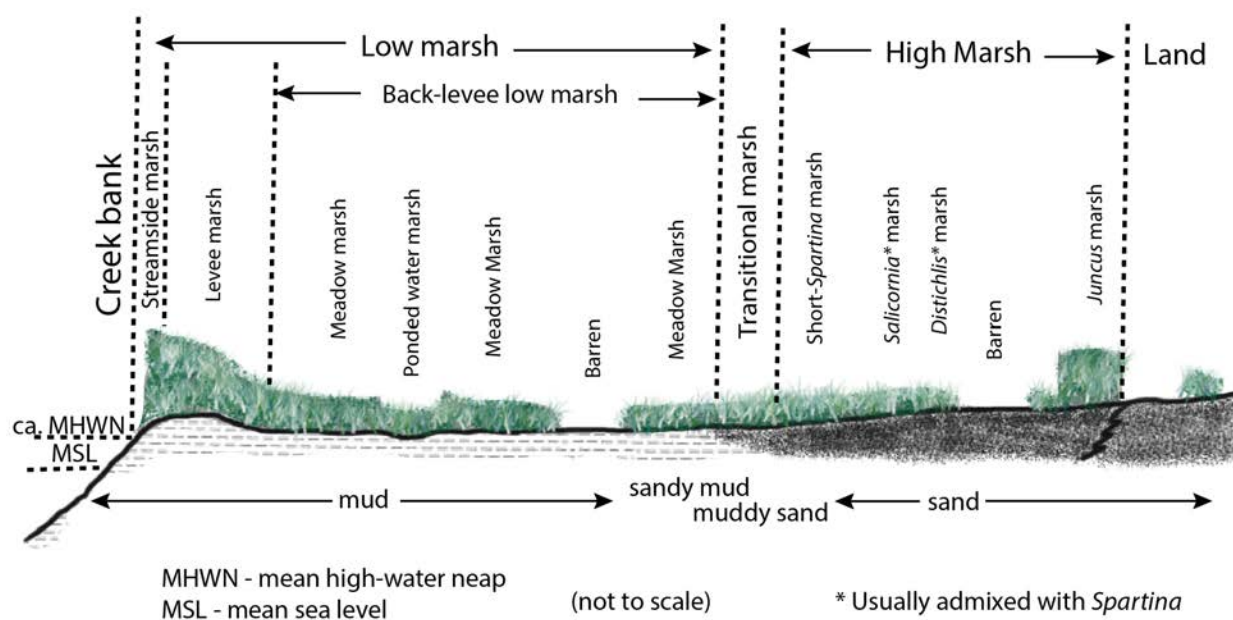 Low marsh
High Marsh
Land
Back-levee low marsh
Creek bank
Streamside marsh
Levee marsh
Meadow marsh
Ponded water marsh
Meadow Marsh
Barren
Meadow Marsh
Transitional marsh
Short-Spartina marsh
Salicornia* marsh
Distichlis* marsh
Barren
Juncus marsh
ca. MHWN
MSL
mud
sandy mud
muddy sand
sand
MHWN - mean high-water neap
MSL - mean sea level
(not to scale)
* Usually admixed with Spartina